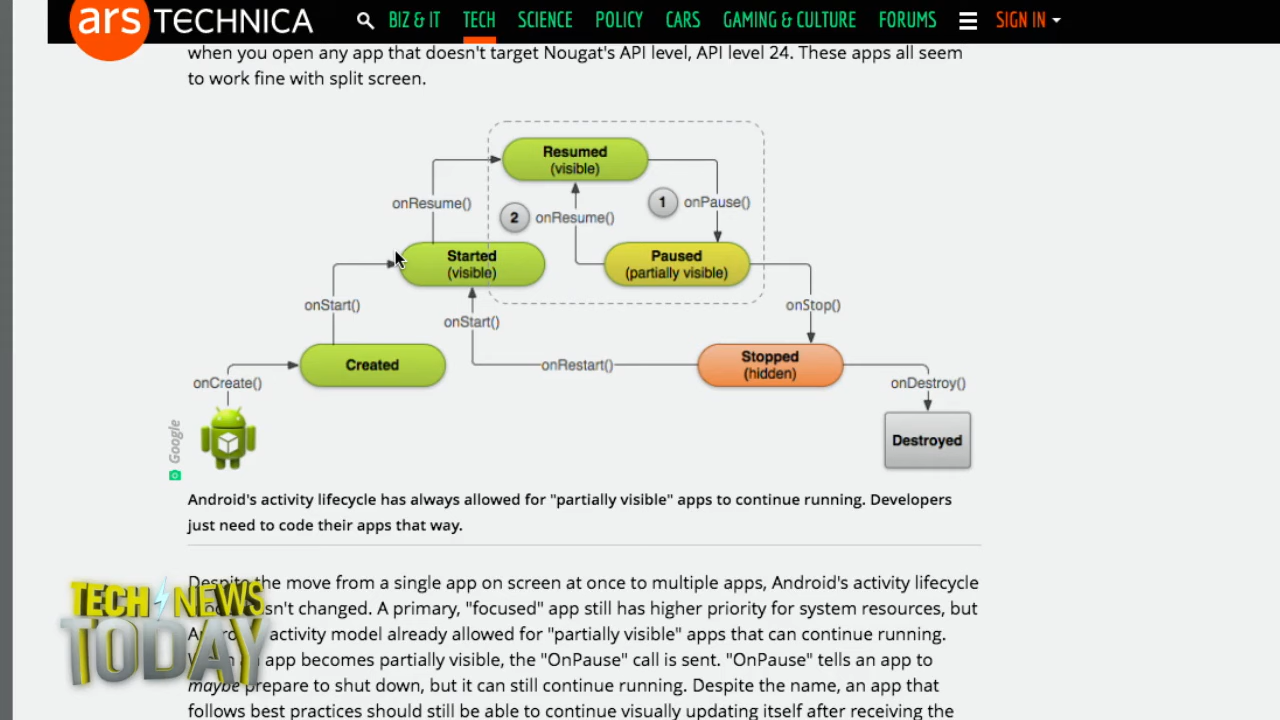 ars TECHNICA
BIZ & IT
TECH
SCIENCE
POLICY
CARS
GAMING & CULTURE
FORUMS
SIGN IN
when you open any app that doesn't target Nougat's API level, API level 24. These apps all seem
to work fine with split screen.
Resumed
(visible)
onResume()
2
onResume()
1
onPause()
Started
(visible)
Paused
(partially visible)
onStart()
onStart()
onStop()
Created
onRestart()
Stopped
(hidden)
onCreate()
onDestroy()
Destroyed
Google
Android's activity lifecycle has always allowed for "partially visible" apps to continue running. Developers
just need to code their apps that way.
Despite the move from a single app on screen at once to multiple apps, Android's activity lifecycle
sn't changed. A primary, "focused" app still has higher priority for system resources, but
activity model already allowed for "partially visible" apps that can continue running.
app becomes partially visible, the "OnPause" call is sent. "OnPause" tells an app to
maybe prepare to shut down, but it can still continue running. Despite the name, an app that
follows best practices should still be able to continue visually updating itself after receiving the
TECH NEWS
TODAY